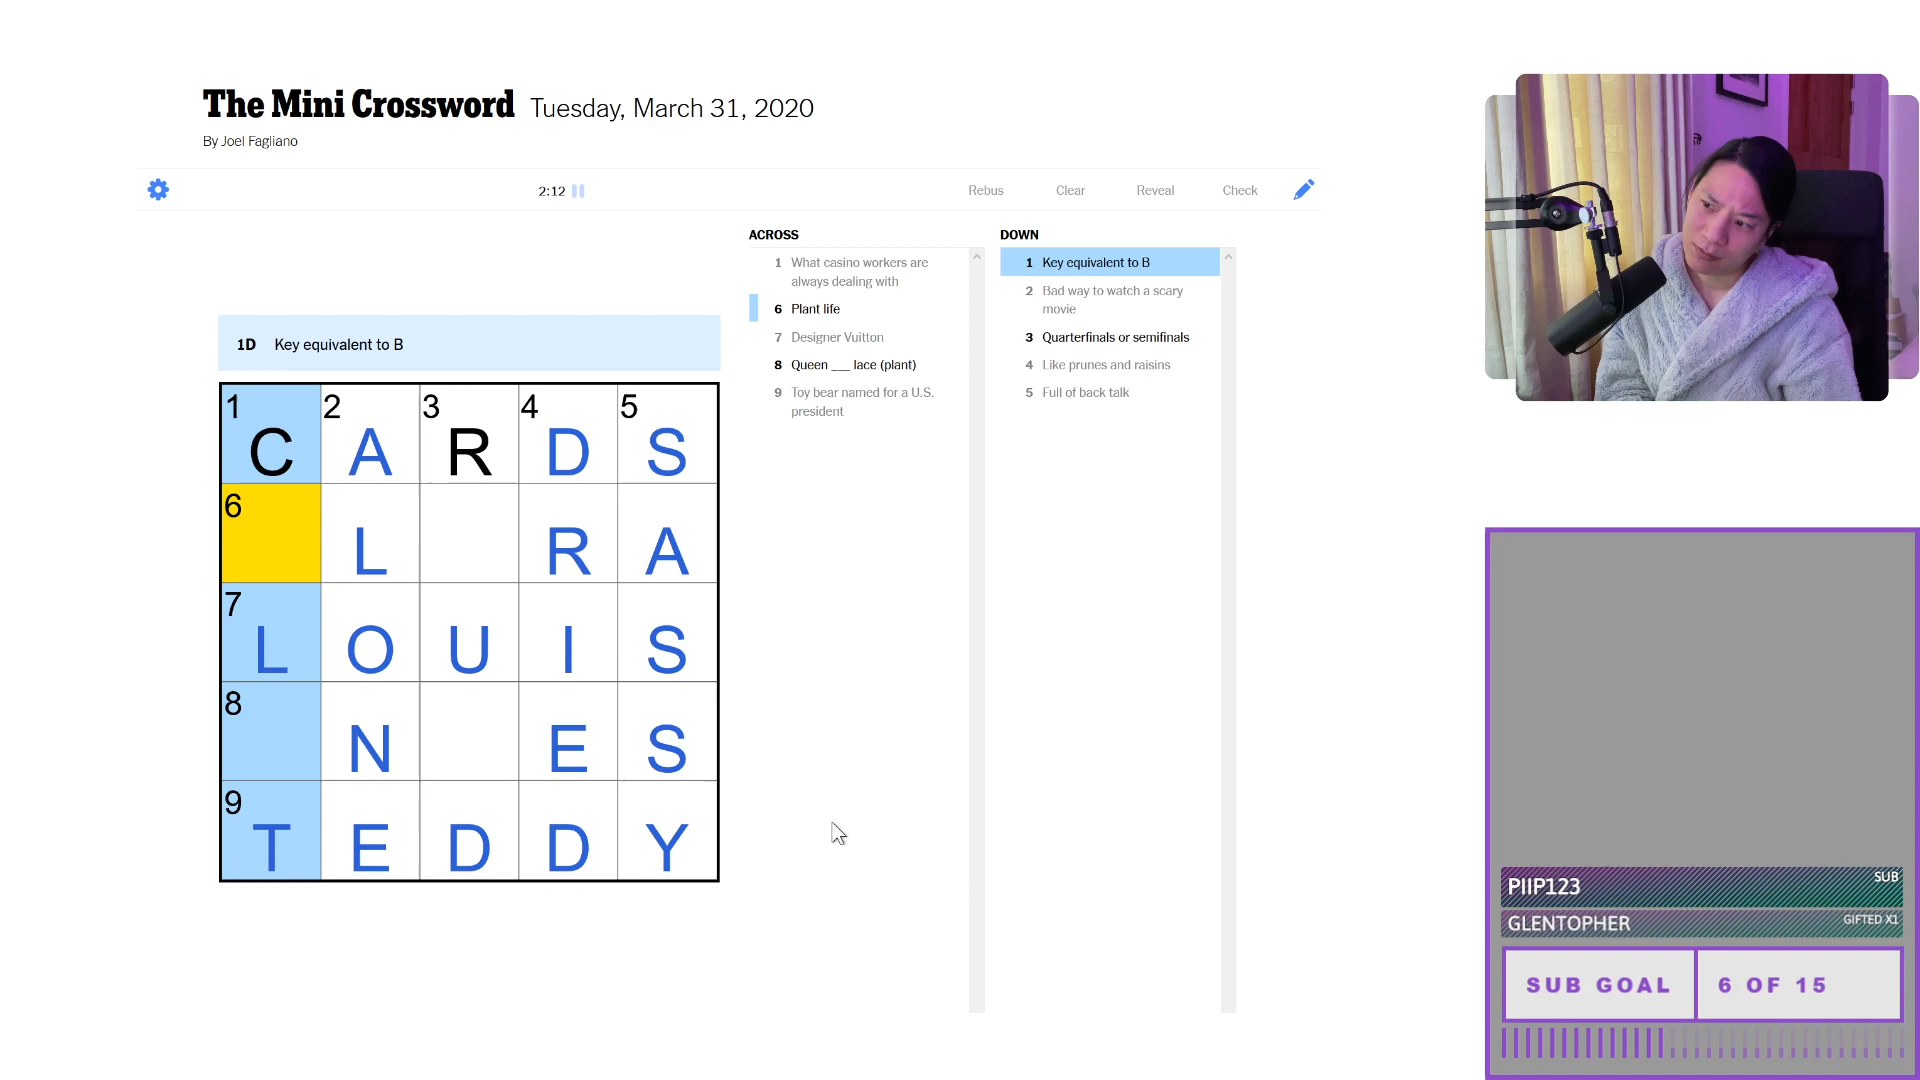 The Mini Crossword Tuesday, March 31, 2020
By Joel Fagliano
2:12
Rebus
Clear
Reveal
Check
1D Key equivalent to B
1 2 3 4 5
C A R D S
6
L R A
7
L O U I S
8
N E S
9
T E D D Y
ACROSS
1 What casino workers are
always dealing with
6 Plant life
7 Designer Vuitton
8 Queen ___ lace (plant)
9 Toy bear named for a U.S.
president
DOWN
1 Key equivalent to B
2 Bad way to watch a scary
movie
3 Quarterfinals or semifinals
4 Like prunes and raisins
5 Full of back talk
PIIP123 SUB
GLENTOPHER GIFTED X1
SUB GOAL 6 OF 15